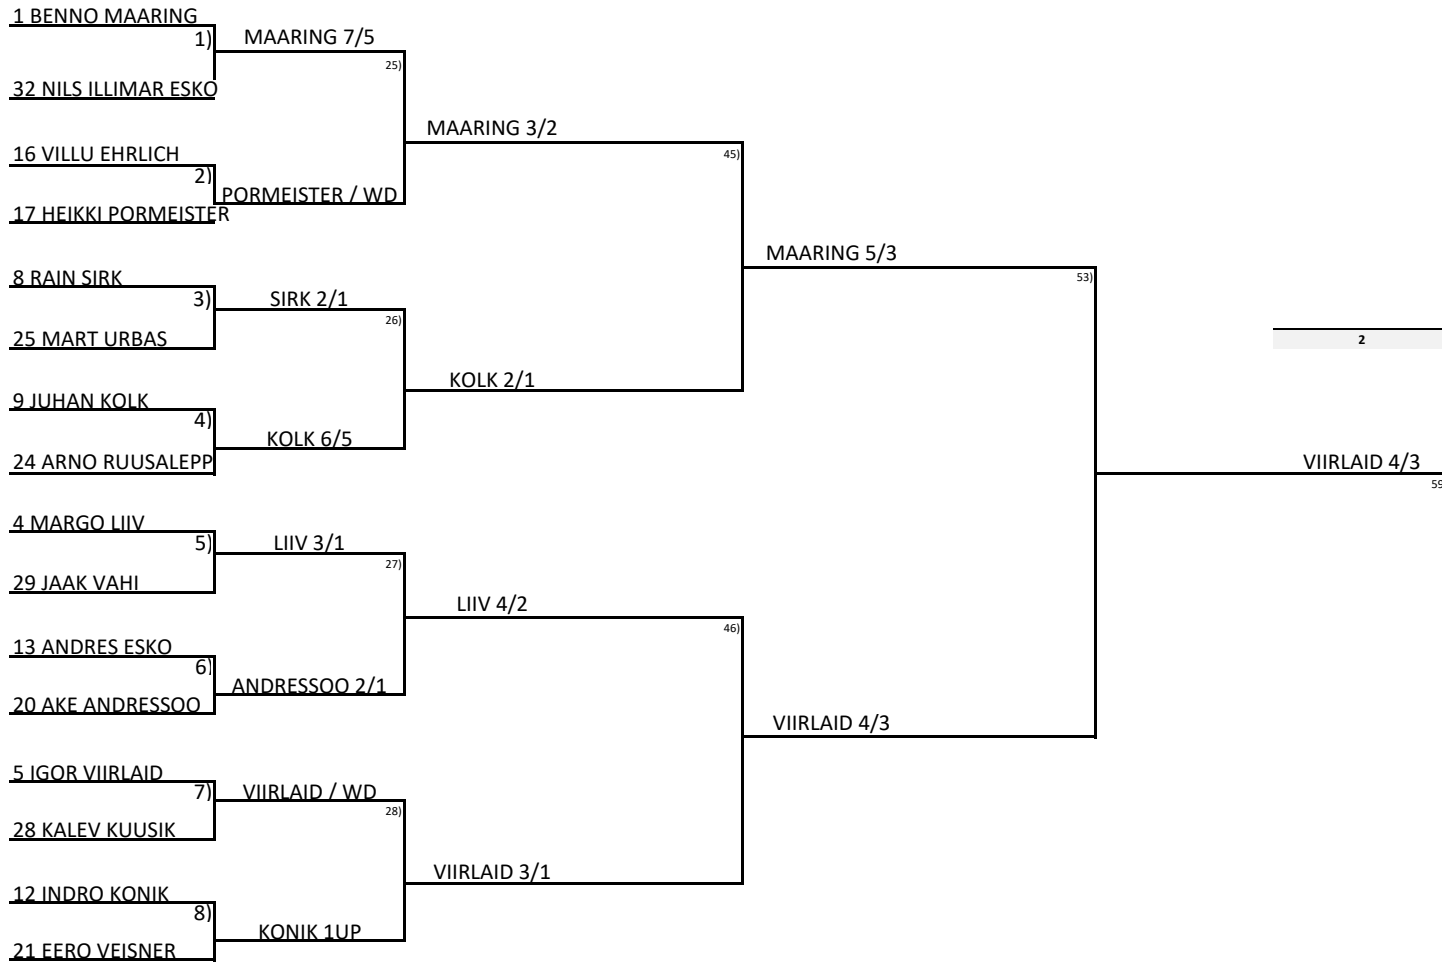 1 BENNO MAARING
1)
MAARING 7/5
25)
32 NILS ILLIMAR ESKO
MAARING 3/2
45)
16 VILLU EHRLICH
2)
PORMEISTER / WD
17 HEIKKI PORMEISTER
MAARING 5/3
53)
8 RAIN SIRK
3)
SIRK 2/1
26)
25 MART URBAS
2
KOLK 2/1
9 JUHAN KOLK
4)
KOLK 6/5
24 ARNO RUUSALEPP
VIIRLAID 4/3
59
4 MARGO LIIV
5)
LIIV 3/1
27)
29 JAAK VAHI
LIIV 4/2
46)
13 ANDRES ESKO
6)
ANDRESSOO 2/1
20 AKE ANDRESSOO
VIIRLAID 4/3
5 IGOR VIIRLAID
7)
VIIRLAID / WD
28)
28 KALEV KUUSIK
VIIRLAID 3/1
12 INDRO KONIK
8)
KONIK 1UP
21 EERO VEISNER